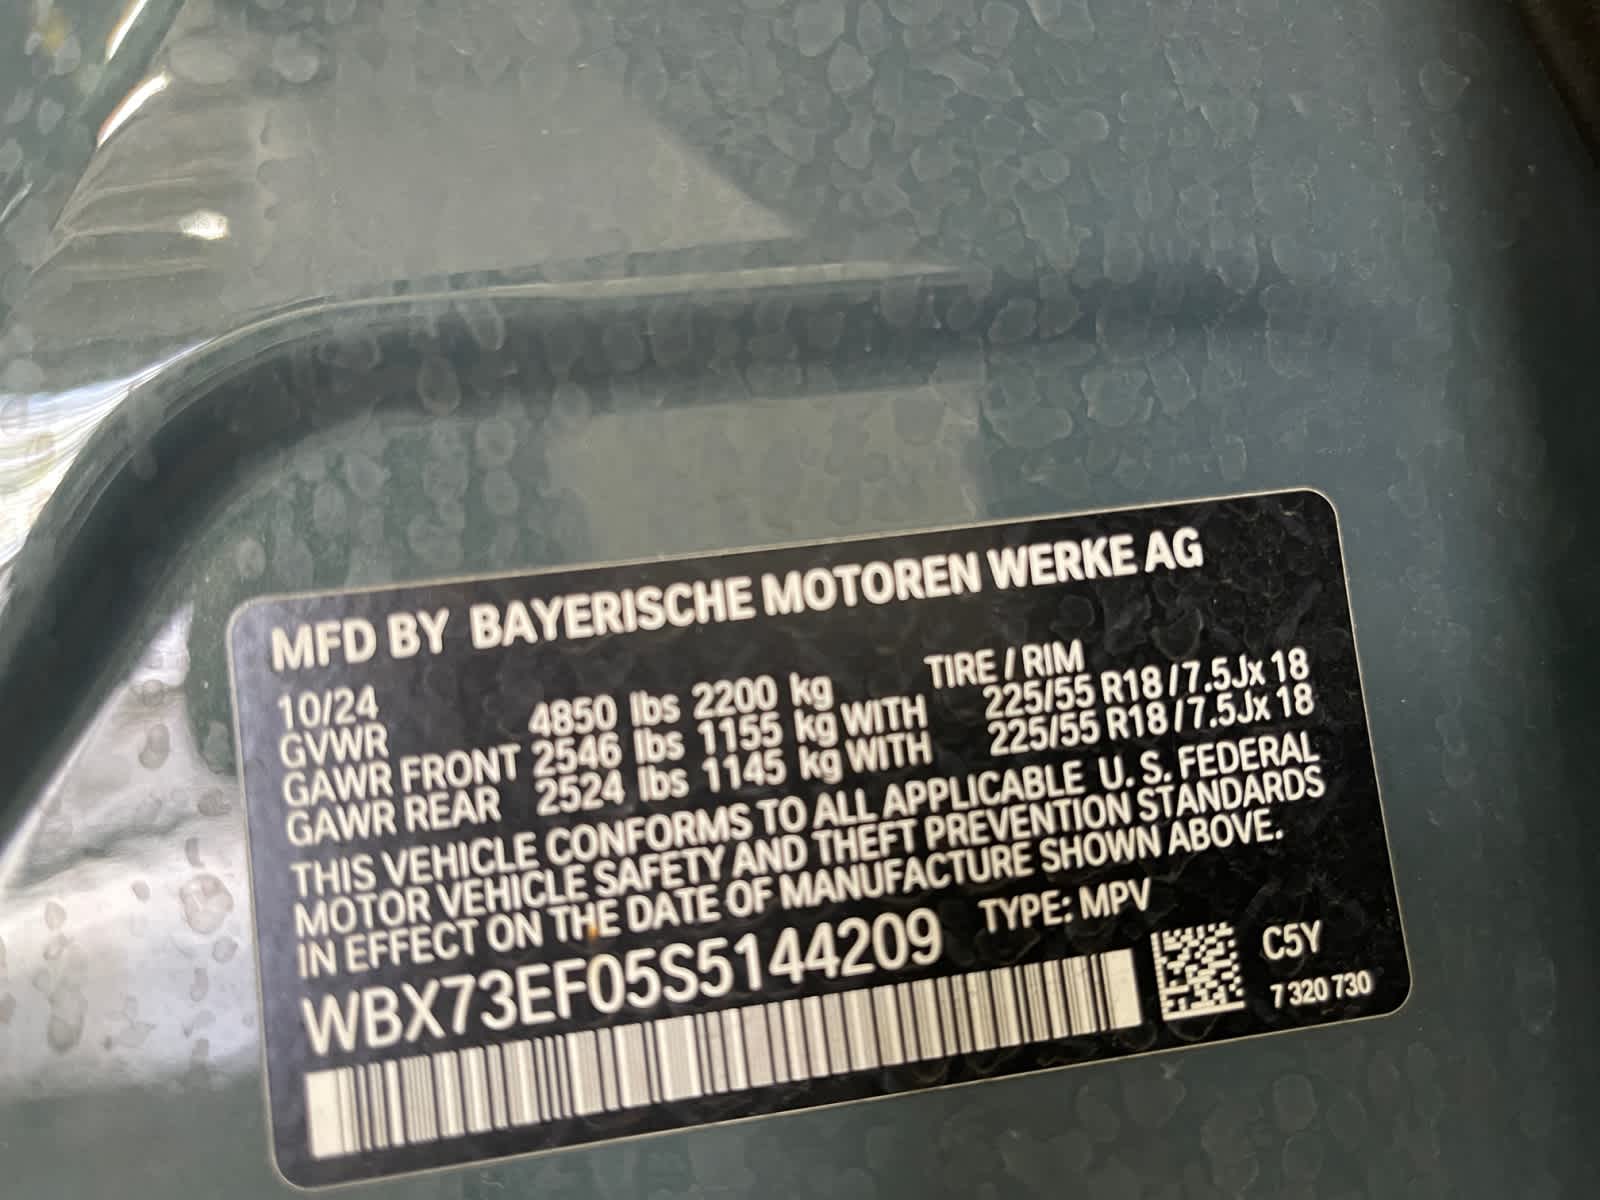 MFD BY BAYERISCHE MOTOREN WERKE AG
10/24 TIRE / RIM
GVWR 4850 lbs 2200 kg
GAWR FRONT 2546 lbs 1155 kg WITH 225/55 R18 / 7.5Jx 18
GAWR REAR 2524 lbs 1145 kg WITH 225/55 R18 / 7.5Jx 18
THIS VEHICLE CONFORMS TO ALL APPLICABLE U. S. FEDERAL
MOTOR VEHICLE SAFETY AND THEFT PREVENTION STANDARDS
IN EFFECT ON THE DATE OF MANUFACTURE SHOWN ABOVE.
WBX73EF05S5144209 TYPE: MPV
C5Y
7 320 730